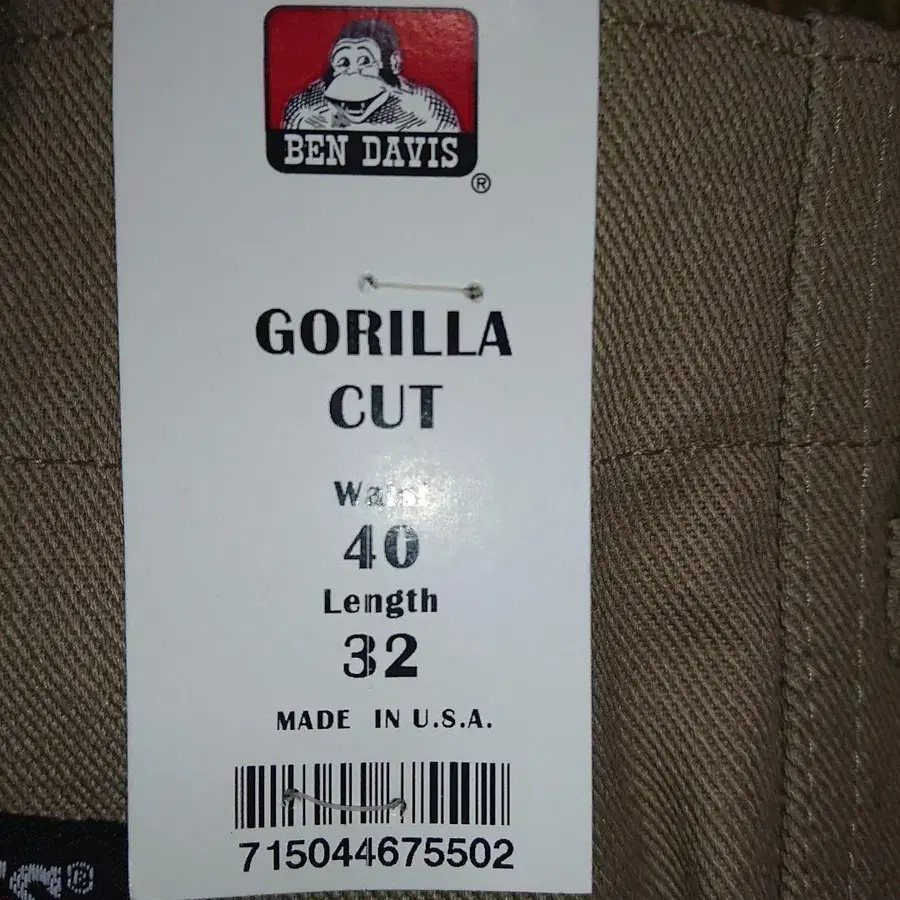 BEN DAVIS
®
GORILLA
CUT
Waist
40
Length
32
MADE IN U.S.A.
715044675502
®